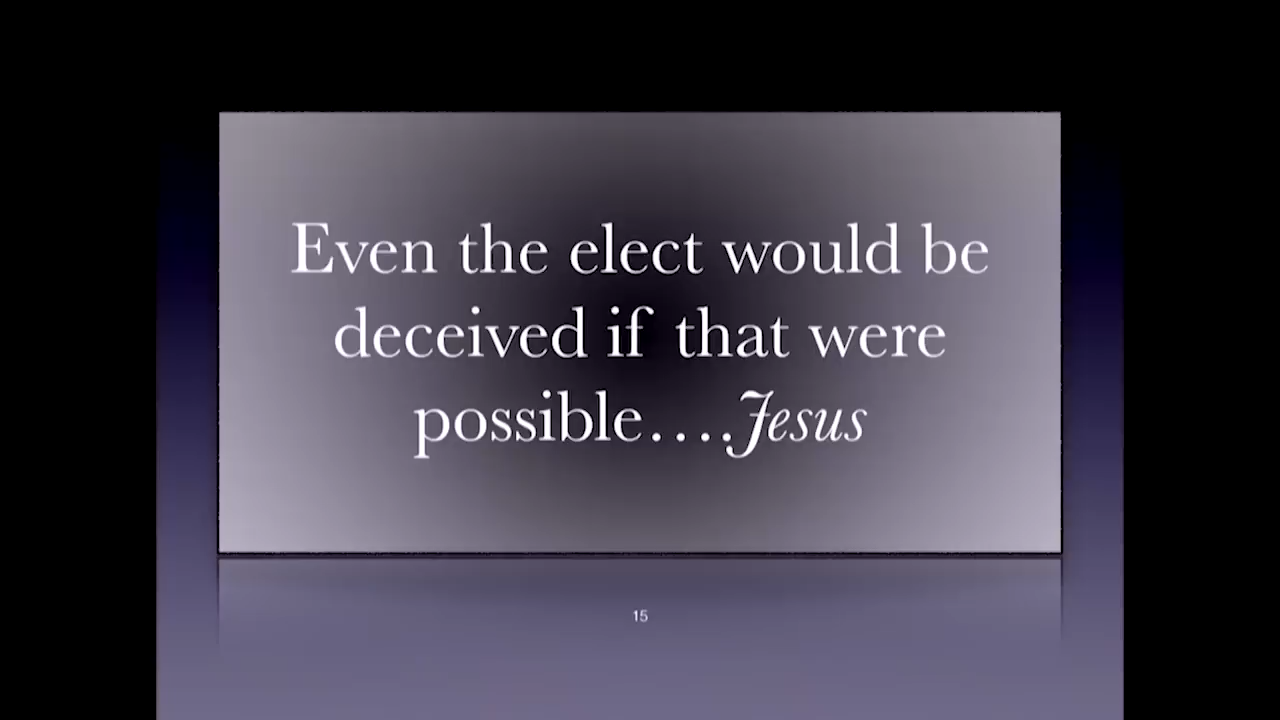 Even the elect would be
deceived if that were
possible….Jesus
15